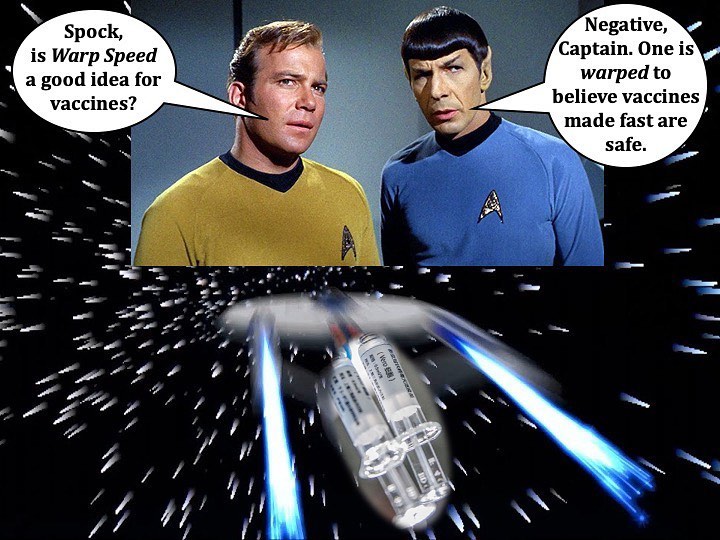 Spock,
is Warp Speed
a good idea for
vaccines?
Negative,
Captain. One is
warped to
believe vaccines
made fast are
safe.
(Vero